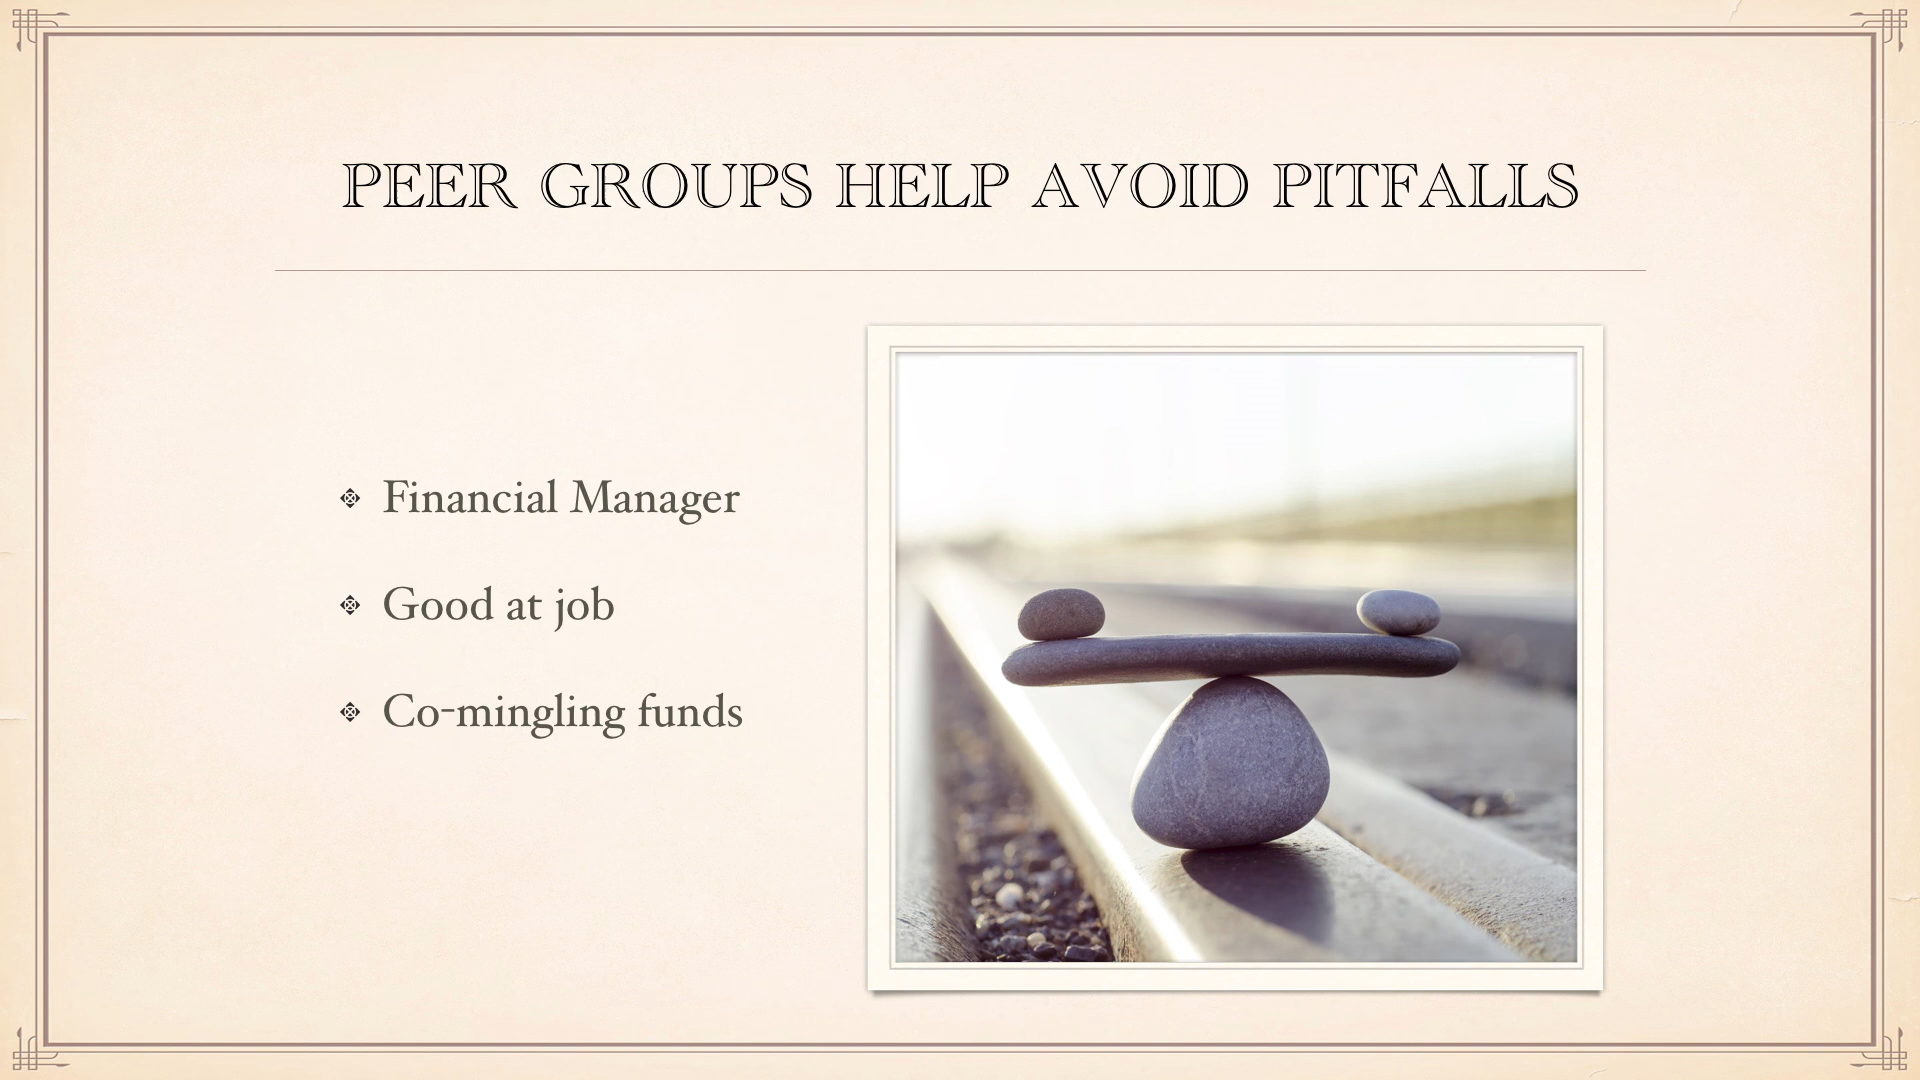 PEER GROUPS HELP AVOID PITFALLS
Financial Manager
Good at job
Co-mingling funds